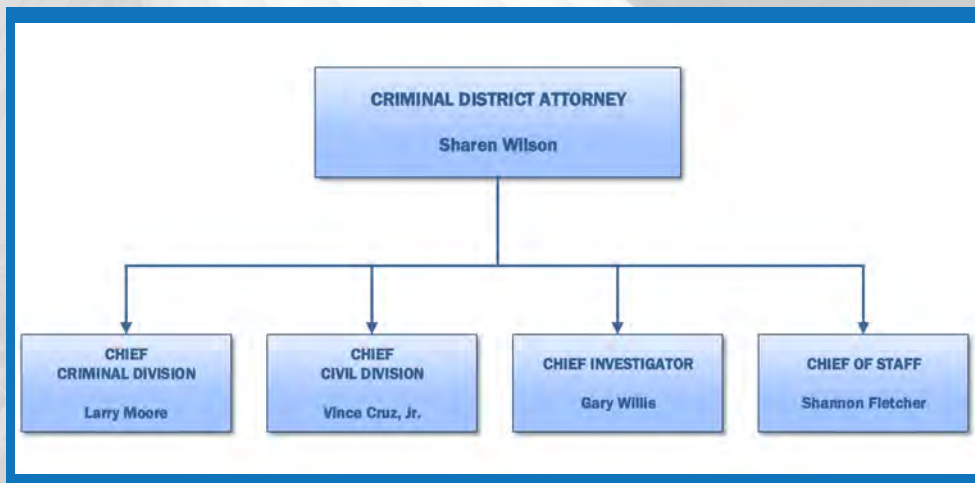 CRIMINAL DISTRICT ATTORNEY
Sharen Wilson
CHIEF
CRIMINAL DIVISION
Larry Moore
CHIEF
CIVIL DIVISION
Vince Cruz, Jr.
CHIEF INVESTIGATOR
Gary Willis
CHIEF OF STAFF
Shannon Fletcher